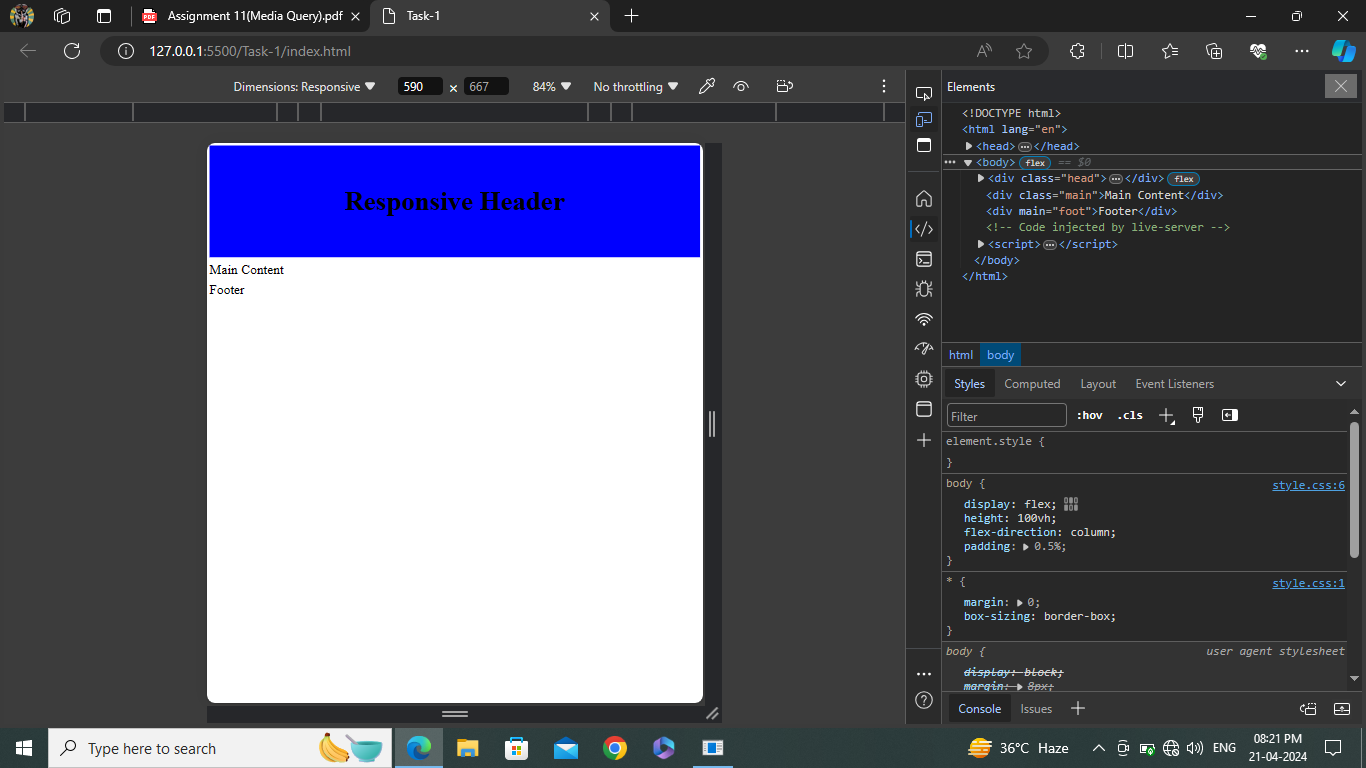 Assignment 11(Media Query).pdf
Task-1
127.0.0.1:5500/Task-1/index.html
Dimensions: Responsive
590 × 667
84%
No throttling
Responsive Header
Main Content
Footer
Elements
<!DOCTYPE html>
<html lang="en">
<head> ⋯ </head>
<body> flex == $0
<div class="head"> ⋯ </div> flex
<div class="main">Main Content</div>
<div main="foot">Footer</div>
<!-- Code injected by live-server -->
<script> ⋯ </script>
</body>
</html>
html body
Styles Computed Layout Event Listeners
Filter :hov .cls
element.style {
}
body { style.css:6
display: flex;
height: 100vh;
flex-direction: column;
padding: 0.5%;
}
* { style.css:1
margin: 0;
box-sizing: border-box;
}
body { user agent stylesheet
display: block;
margin: 8px;
Console Issues
Type here to search
36°C Haze
ENG
08:21 PM
21-04-2024